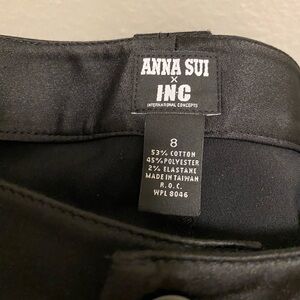 ANNA SUI
×
INC
INTERNATIONAL CONCEPTS
8
53% COTTON
45% POLYESTER
2% ELASTANE
MADE IN TAIWAN
R.O.C.
WPL 8046